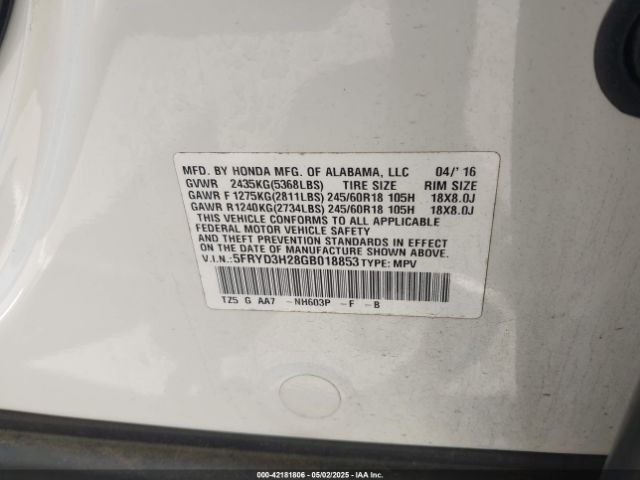 MFD. BY HONDA MFG. OF ALABAMA, LLC 04/'16
GVWR 2435KG(5368LBS) TIRE SIZE RIM SIZE
GAWR F 1275KG(2811LBS) 245/60R18 105H 18X8.0J
GAWR R 1240KG(2734LBS) 245/60R18 105H 18X8.0J
THIS VEHICLE CONFORMS TO ALL APPLICABLE
FEDERAL MOTOR VEHICLE SAFETY
AND THEFT PREVENTION STANDARDS IN EFFECT
ON THE DATE OF MANUFACTURE SHOWN ABOVE.
V.I.N.: 5FRYD3H28GB018853 TYPE: MPV
TZ5 G AA7 -NH603P -F -B
000-42181806 - 05/02/2025 - IAAI.COM